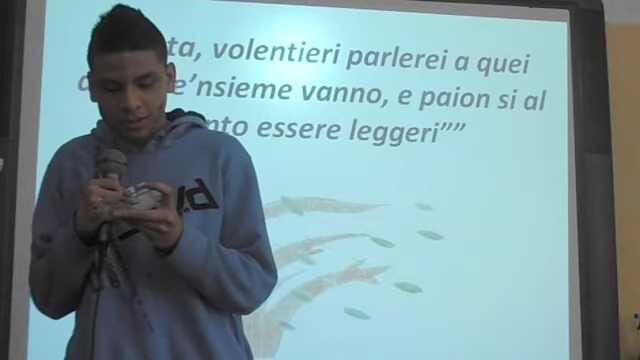 ta, volentieri parlerei a quei
e'nsieme vanno, e paion si al
nto essere leggeri""